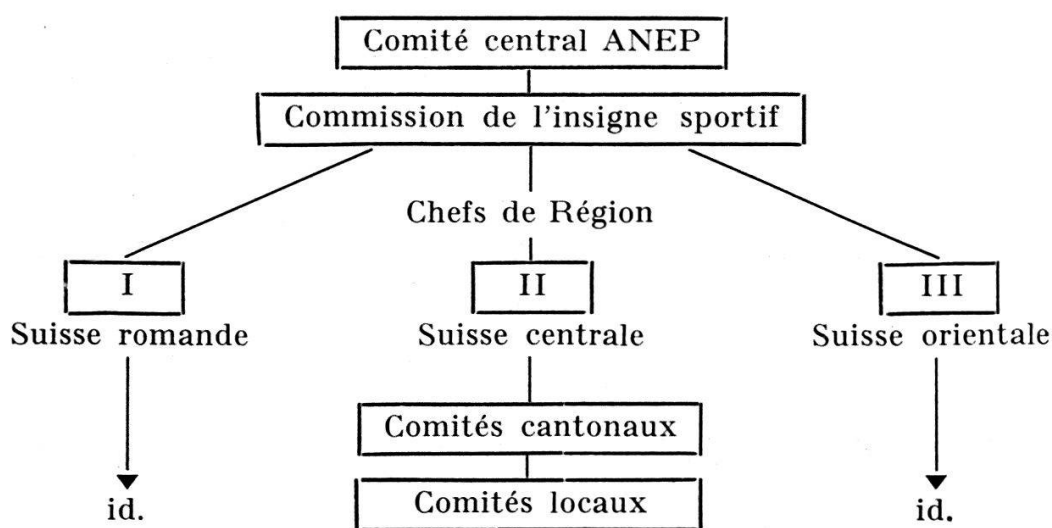 Comité central ANEP
Commission de l'insigne sportif
Chefs de Région
I II III
Suisse romande Suisse centrale Suisse orientale
Comités cantonaux
Comités locaux
id. id.